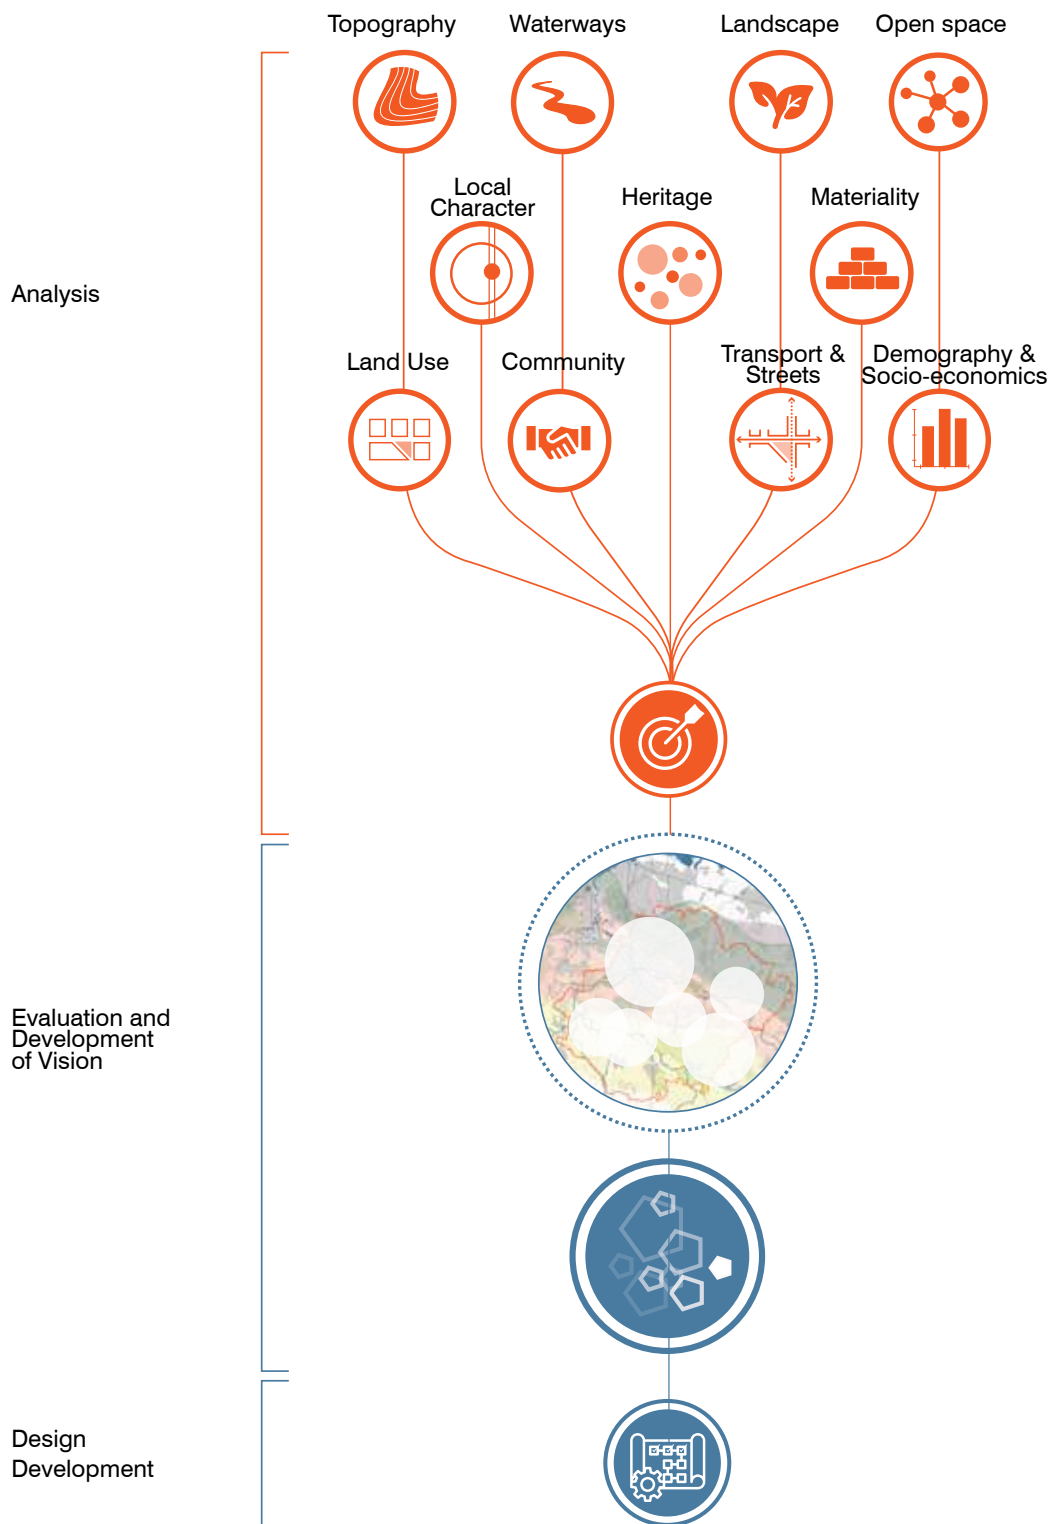 Topography
Waterways
Landscape
Open space
Local
Character
Heritage
Materiality
Analysis
Land Use
Community
Transport &
Streets
Demography &
Socio-economics
Evaluation and
Development
of Vision
Design
Development